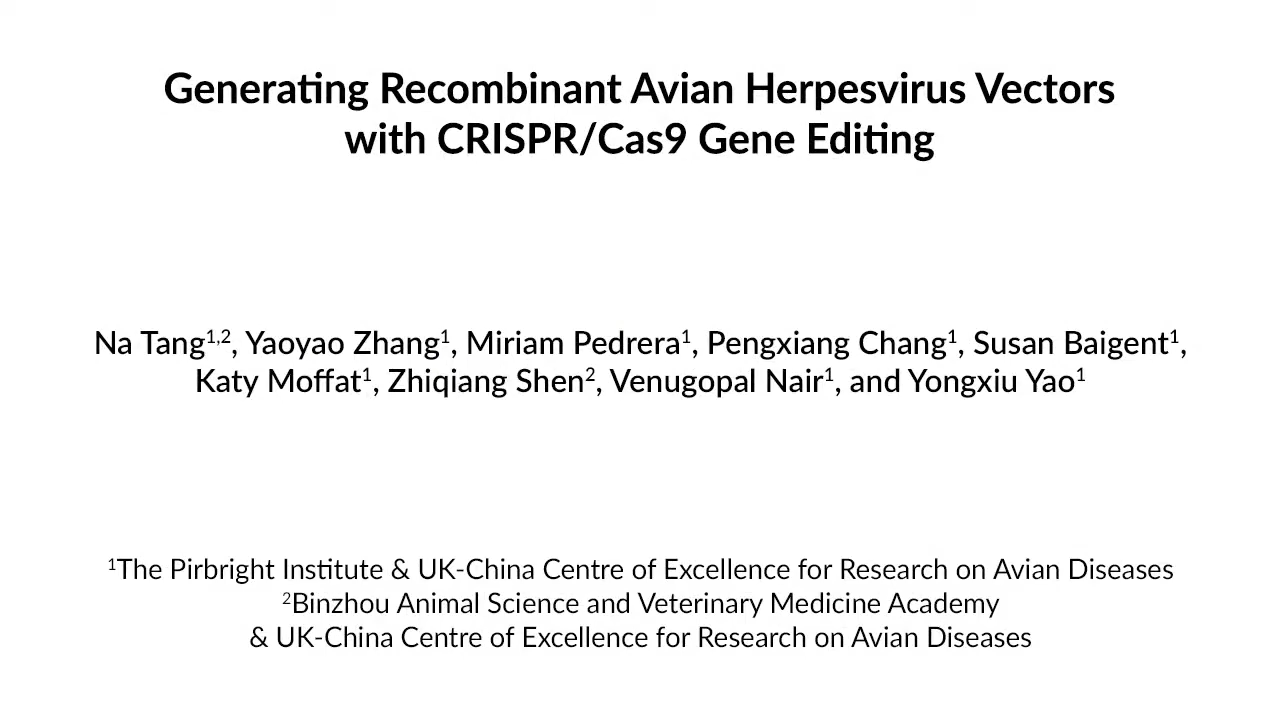 Generating Recombinant Avian Herpesvirus Vectors
with CRISPR/Cas9 Gene Editing
Na Tang1,2, Yaoyao Zhang1, Miriam Pedrera1, Pengxiang Chang1, Susan Baigent1,
Katy Moffat1, Zhiqiang Shen2, Venugopal Nair1, and Yongxiu Yao1
1The Pirbright Institute & UK-China Centre of Excellence for Research on Avian Diseases
2Binzhou Animal Science and Veterinary Medicine Academy
& UK-China Centre of Excellence for Research on Avian Diseases